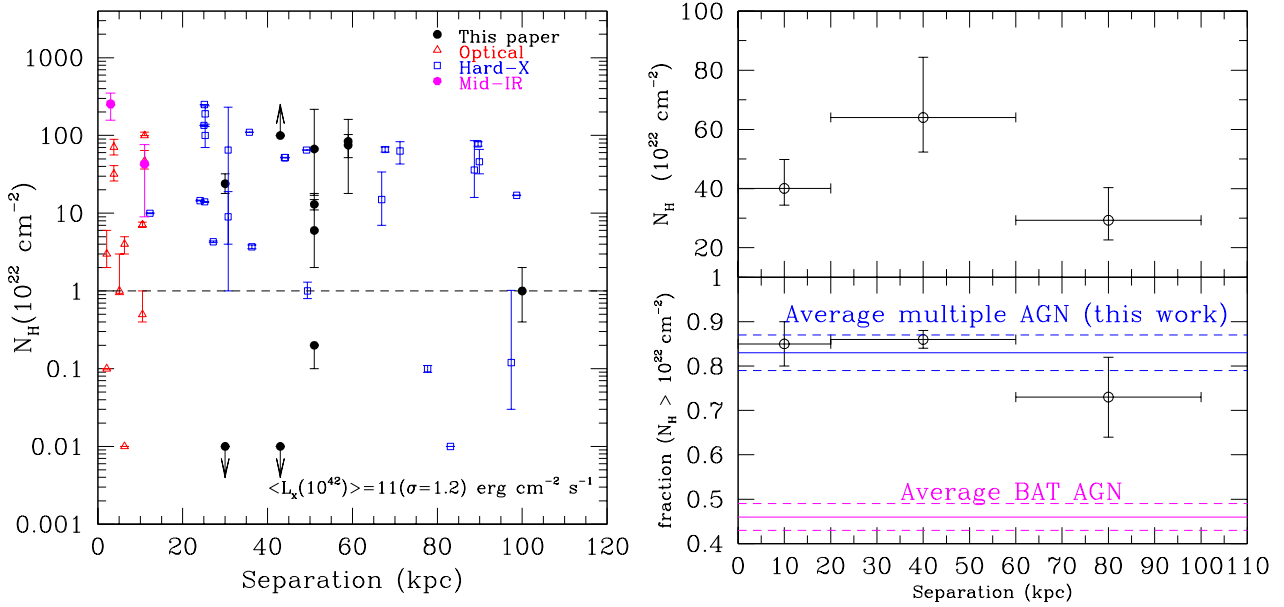 This paper
Optical
Hard-X
Mid-IR
1000
100
10
1
0.1
0.01
0.001
N_H(10^22 cm^−2)
<L_x(10^42)>=11(σ=1.2) erg cm^−2 s^−1
0 20 40 60 80 100 120
Separation (kpc)
100
80
60
40
20
N_H (10^22 cm^−2)
1
0.9
0.8
0.7
0.6
0.5
0.4
fraction (N_H > 10^22 cm^−2)
Average multiple AGN (this work)
Average BAT AGN
0 10 20 30 40 50 60 70 80 90 100 110
Separation (kpc)